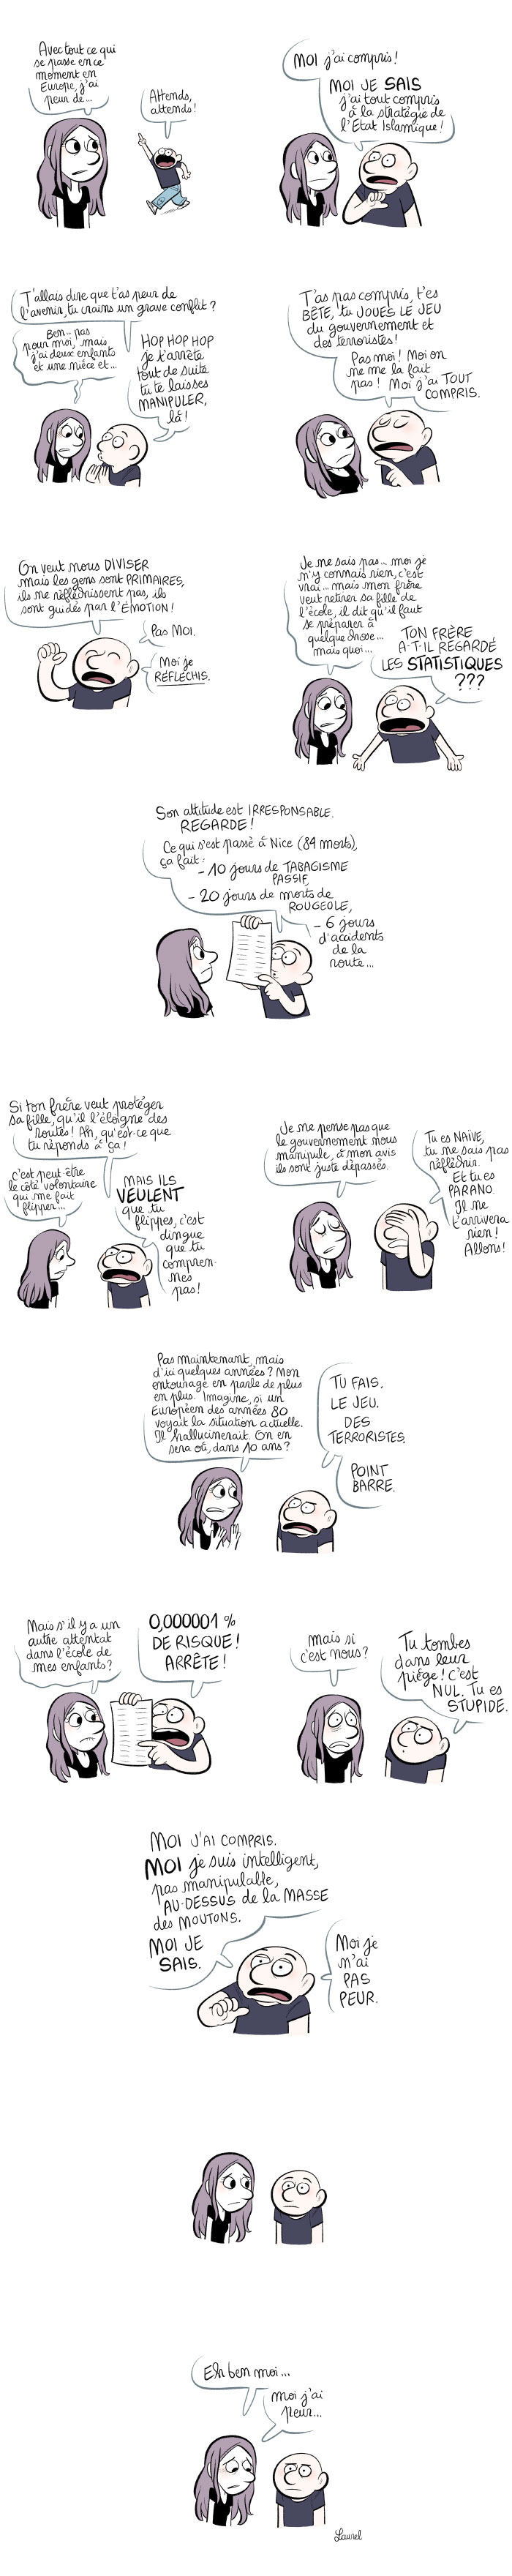 Avec tout ce qui
se passe en ce
moment en
Europe, j'ai
peur de...
Attends,
attends!
MOI j'ai compris!
MOI JE SAIS
j'ai tout compris
à la stratégie de
l'État Islamique!
T'allais dire que t'as peur de
l'avenir, tu crains un grave conflit?
Ben... pas
pour moi, mais
j'ai deux enfants
et une nièce et...
HOP HOP HOP
je t'arrête
tout de suite
tu te laisses
MANIPULER,
là!
T'as pas compris, t'es
BÊTE, tu JOUES LE JEU
du gouvernement et
des terroristes!
Pas moi! Moi on
ne me la fait
pas! Moi j'ai TOUT
COMPRIS.
On veut nous DIVISER
mais les gens sont PRIMAIRES,
ils ne réfléchissent pas, ils
sont guidés par l'ÉMOTION!
Pas MOI.
Moi je
RÉFLÉCHIS.
Je ne sais pas... moi je
n'y connais rien, c'est
vrai... mais mon frère
veut retirer sa fille de
l'école, il dit qu'il faut
se préparer à
quelque chose...
mais quoi...
TON FRÈRE
A-T-IL REGARDÉ
LES STATISTIQUES
???
Son attitude est IRRESPONSABLE.
REGARDE!
Ce qui s'est passé à Nice (84 morts),
ça fait:
- 10 jours de TABAGISME
PASSIF,
- 20 jours de morts de
ROUGEOLE,
- 6 jours
d'accidents
de la
route...
Si ton frère veut protéger
sa fille, qu'il l'éloigne des
routes! Ah, qu'est-ce que
tu réponds à ça!
C'est peut-être
le côté volontaire
qui me fait
flipper...
MAIS ILS
VEULENT
que tu
flippes, c'est
dingue
que tu
compren-
nes
pas!
Je ne pense pas que
le gouvernement nous
manipule, à mon avis
ils sont juste dépassés.
Tu es NAÏVE,
tu ne sais pas
réfléchir.
Et tu es
PARANO.
Il ne
t'arrivera
rien!
Allons!
Pas maintenant, mais
d'ici quelques années? Mon
entourage en parle de plus
en plus. Imagine, si un
Européen des années 80
voyait la situation actuelle.
Il hallucinerait. On en
sera où, dans 10 ans?
TU FAIS.
LE JEU.
DES
TERRORISTES.
POINT
BARRE.
Mais s'il y a un
autre attentat
dans l'école de
mes enfants?
0,000001 %
DE RISQUE!
ARRÊTE!
mais si
c'est nous?
Tu tombes
dans leur
piège! C'est
NUL. Tu es
STUPIDE.
MOI J'AI COMPRIS.
MOI je suis intelligent,
pas manipulable,
AU-DESSUS de la MASSE
des MOUTONS.
MOI JE
SAIS.
Moi je
n'ai
PAS
PEUR.
Eh ben moi...
moi j'ai
peur...
Laurel